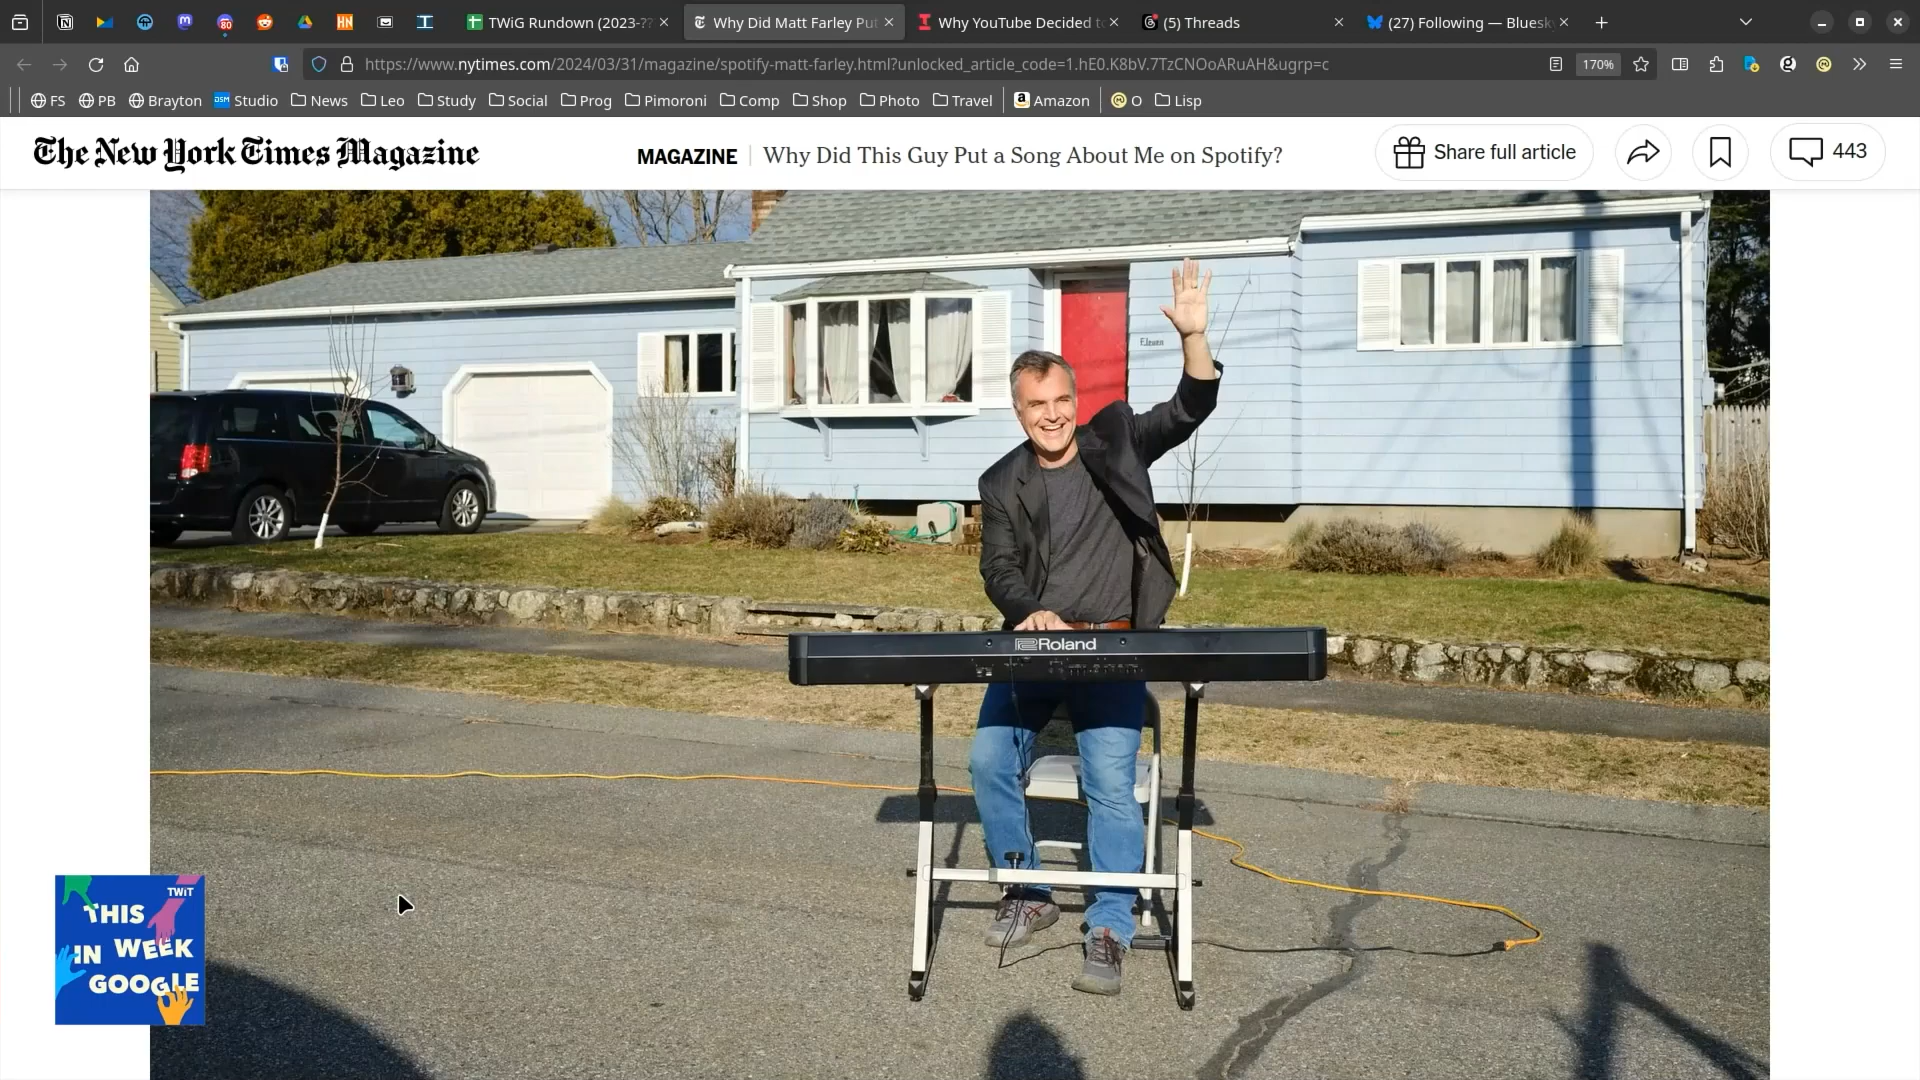 TWiG Rundown (2023-??
Why Did Matt Farley Put
Why YouTube Decided to
(5) Threads
(27) Following — Bluesk
https://www.nytimes.com/2024/03/31/magazine/spotify-matt-farley.html?unlocked_article_code=1.hE0.K8bV.7TzCNOoARuAH&ugrp=c
170%
FS PB Brayton Studio News Leo Study Social Prog Pimoroni Comp Shop Photo Travel Amazon O Lisp
The New York Times Magazine
MAGAZINE Why Did This Guy Put a Song About Me on Spotify?
Share full article
443
Eleven
Roland
TWiT
THIS
IN WEEK
GOOGLE